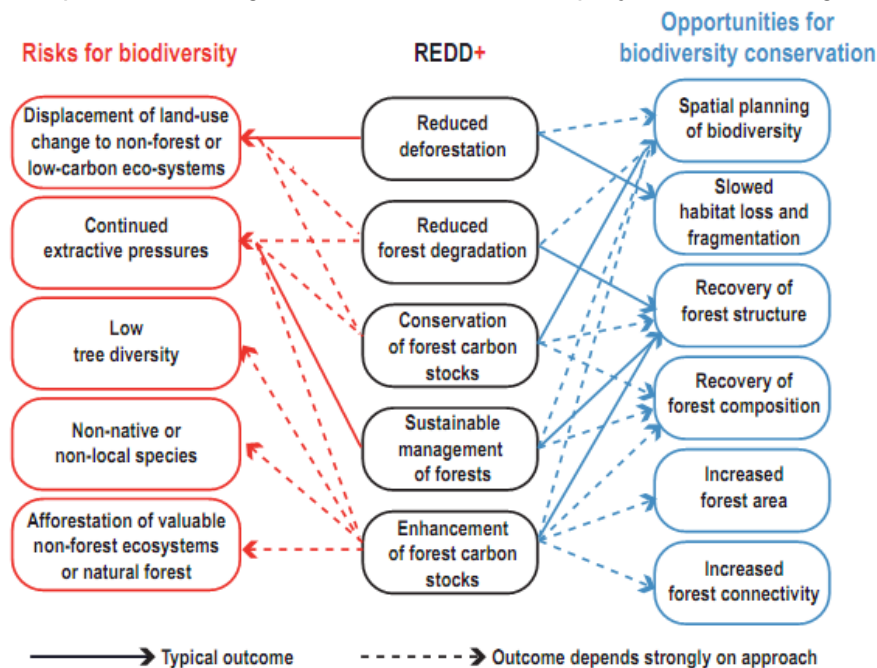 Risks for biodiversity
REDD+
Opportunities for
biodiversity conservation
Displacement of land-use
change to non-forest or
low-carbon eco-systems
Continued
extractive pressures
Low
tree diversity
Non-native or
non-local species
Afforestation of valuable
non-forest ecosystems
or natural forest
Reduced
deforestation
Reduced
forest degradation
Conservation
of forest carbon
stocks
Sustainable
management
of forests
Enhancement
of forest carbon
stocks
Spatial planning
of biodiversity
Slowed
habitat loss and
fragmentation
Recovery of
forest structure
Recovery of
forest composition
Increased
forest area
Increased
forest connectivity
Typical outcome
Outcome depends strongly on approach